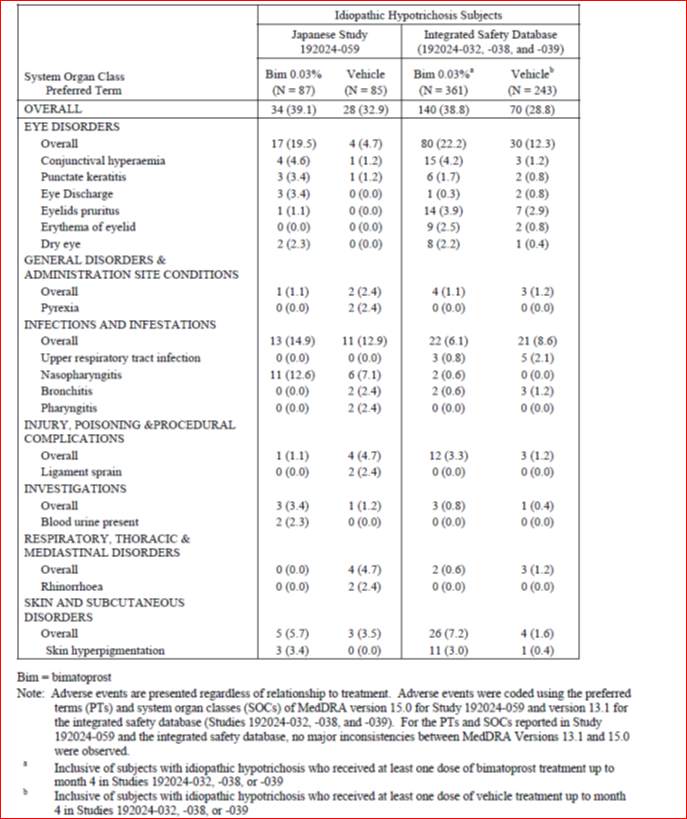 Idiopathic Hypotrichosis Subjects
Japanese Study Integrated Safety Database
192024-059 (192024-032, -038, and -039)
System Organ Class Bim 0.03% Vehicle Bim 0.03%a Vehicleb
Preferred Term (N = 87) (N = 85) (N = 361) (N = 243)
OVERALL 34 (39.1) 28 (32.9) 140 (38.8) 70 (28.8)
EYE DISORDERS
Overall 17 (19.5) 4 (4.7) 80 (22.2) 30 (12.3)
Conjunctival hyperaemia 4 (4.6) 1 (1.2) 15 (4.2) 3 (1.2)
Punctate keratitis 3 (3.4) 1 (1.2) 6 (1.7) 2 (0.8)
Eye Discharge 3 (3.4) 0 (0.0) 1 (0.3) 2 (0.8)
Eyelids pruritus 1 (1.1) 0 (0.0) 14 (3.9) 7 (2.9)
Erythema of eyelid 0 (0.0) 0 (0.0) 9 (2.5) 2 (0.8)
Dry eye 2 (2.3) 0 (0.0) 8 (2.2) 1 (0.4)
GENERAL DISORDERS &
ADMINISTRATION SITE CONDITIONS
Overall 1 (1.1) 2 (2.4) 4 (1.1) 3 (1.2)
Pyrexia 0 (0.0) 2 (2.4) 0 (0.0) 0 (0.0)
INFECTIONS AND INFESTATIONS
Overall 13 (14.9) 11 (12.9) 22 (6.1) 21 (8.6)
Upper respiratory tract infection 0 (0.0) 0 (0.0) 3 (0.8) 5 (2.1)
Nasopharyngitis 11 (12.6) 6 (7.1) 2 (0.6) 0 (0.0)
Bronchitis 0 (0.0) 2 (2.4) 2 (0.6) 3 (1.2)
Pharyngitis 0 (0.0) 2 (2.4) 0 (0.0) 0 (0.0)
INJURY, POISONING &PROCEDURAL
COMPLICATIONS
Overall 1 (1.1) 4 (4.7) 12 (3.3) 3 (1.2)
Ligament sprain 0 (0.0) 2 (2.4) 0 (0.0) 0 (0.0)
INVESTIGATIONS
Overall 3 (3.4) 1 (1.2) 3 (0.8) 1 (0.4)
Blood urine present 2 (2.3) 0 (0.0) 0 (0.0) 0 (0.0)
RESPIRATORY, THORACIC &
MEDIASTINAL DISORDERS
Overall 0 (0.0) 4 (4.7) 2 (0.6) 3 (1.2)
Rhinorrhoea 0 (0.0) 2 (2.4) 0 (0.0) 0 (0.0)
SKIN AND SUBCUTANEOUS
DISORDERS
Overall 5 (5.7) 3 (3.5) 26 (7.2) 4 (1.6)
Skin hyperpigmentation 3 (3.4) 0 (0.0) 11 (3.0) 1 (0.4)
Bim = bimatoprost
Note: Adverse events are presented regardless of relationship to treatment. Adverse events were coded using the preferred
terms (PTs) and system organ classes (SOCs) of MedDRA version 15.0 for Study 192024-059 and version 13.1 for
the integrated safety database (Studies 192024-032, -038, and -039). For the PTs and SOCs reported in Study
192024-059 and the integrated safety database, no major inconsistencies between MedDRA Versions 13.1 and 15.0
were observed.
a Inclusive of subjects with idiopathic hypotrichosis who received at least one dose of bimatoprost treatment up to
month 4 in Studies 192024-032, -038, or -039
b Inclusive of subjects with idiopathic hypotrichosis who received at least one dose of vehicle treatment up to month
4 in Studies 192024-032, -038, or -039